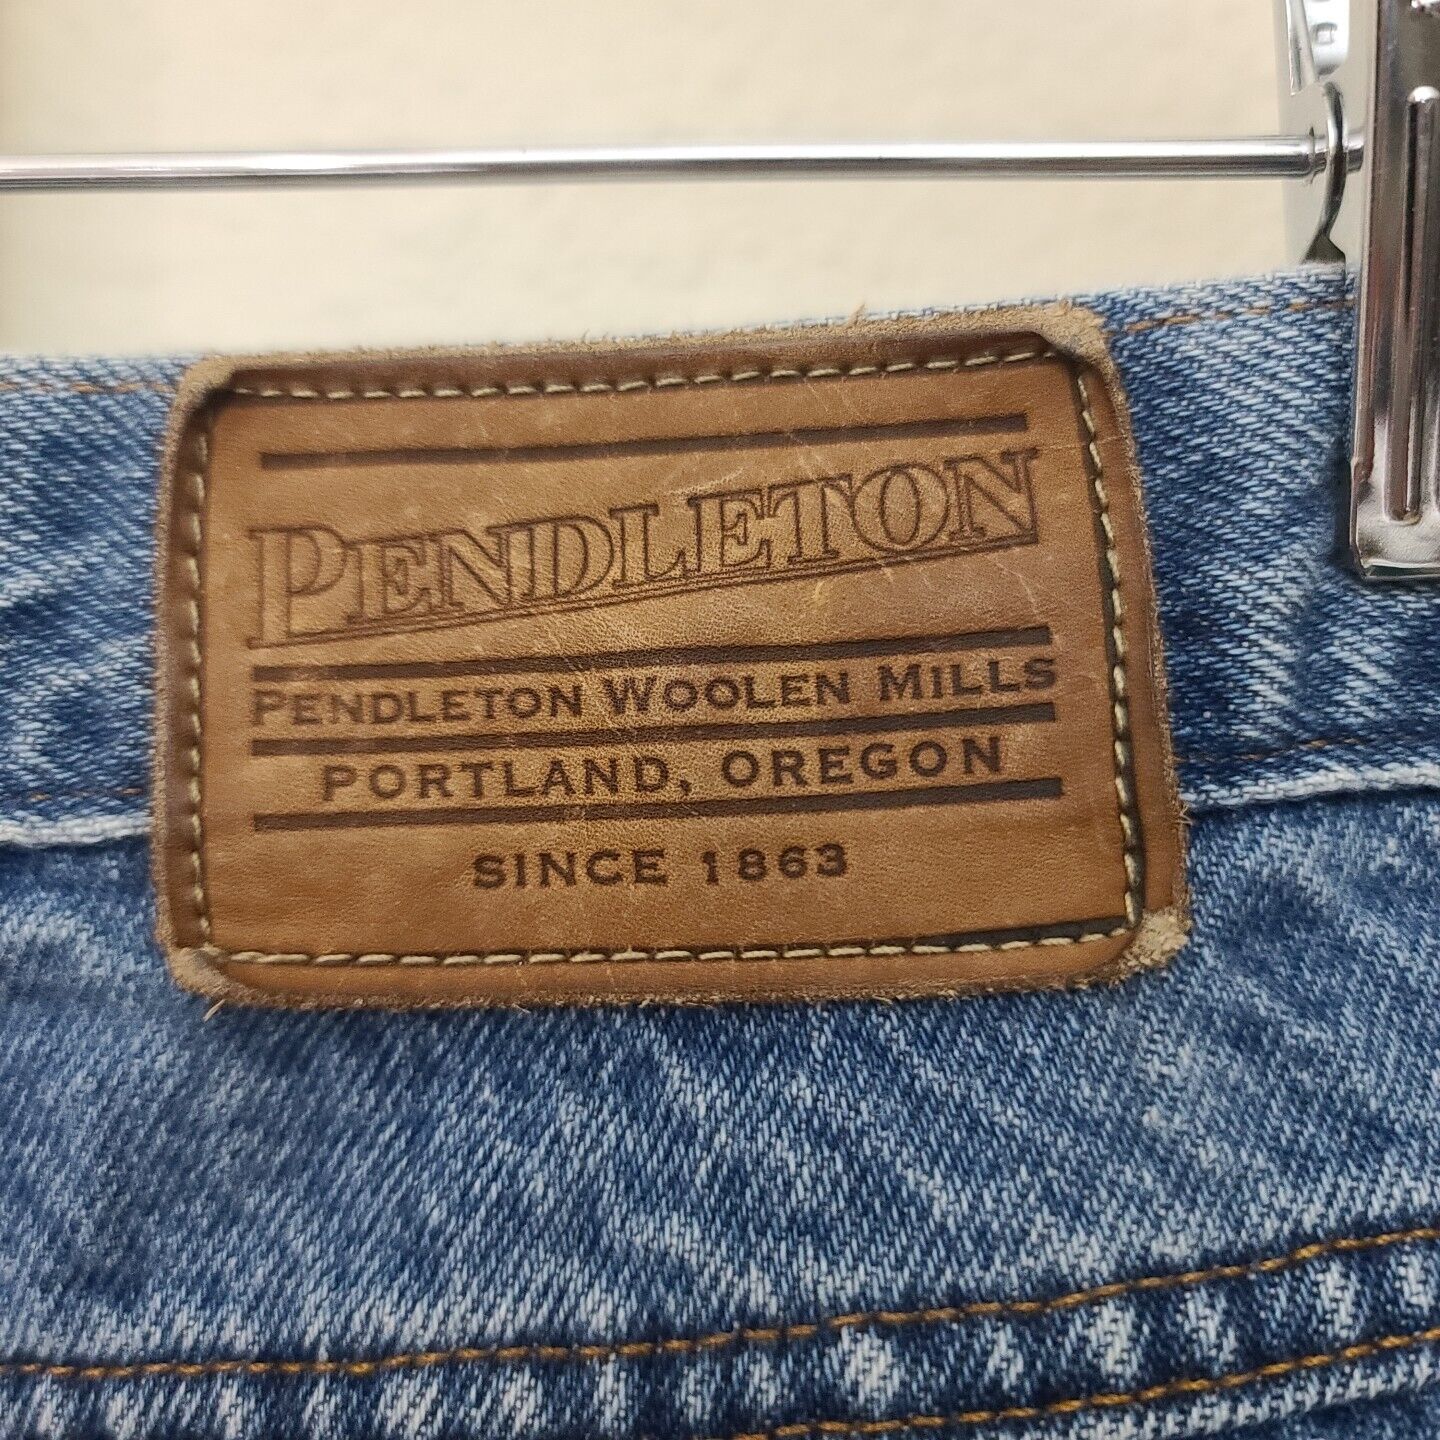 PENDLETON
PENDLETON WOOLEN MILLS
PORTLAND, OREGON
SINCE 1863